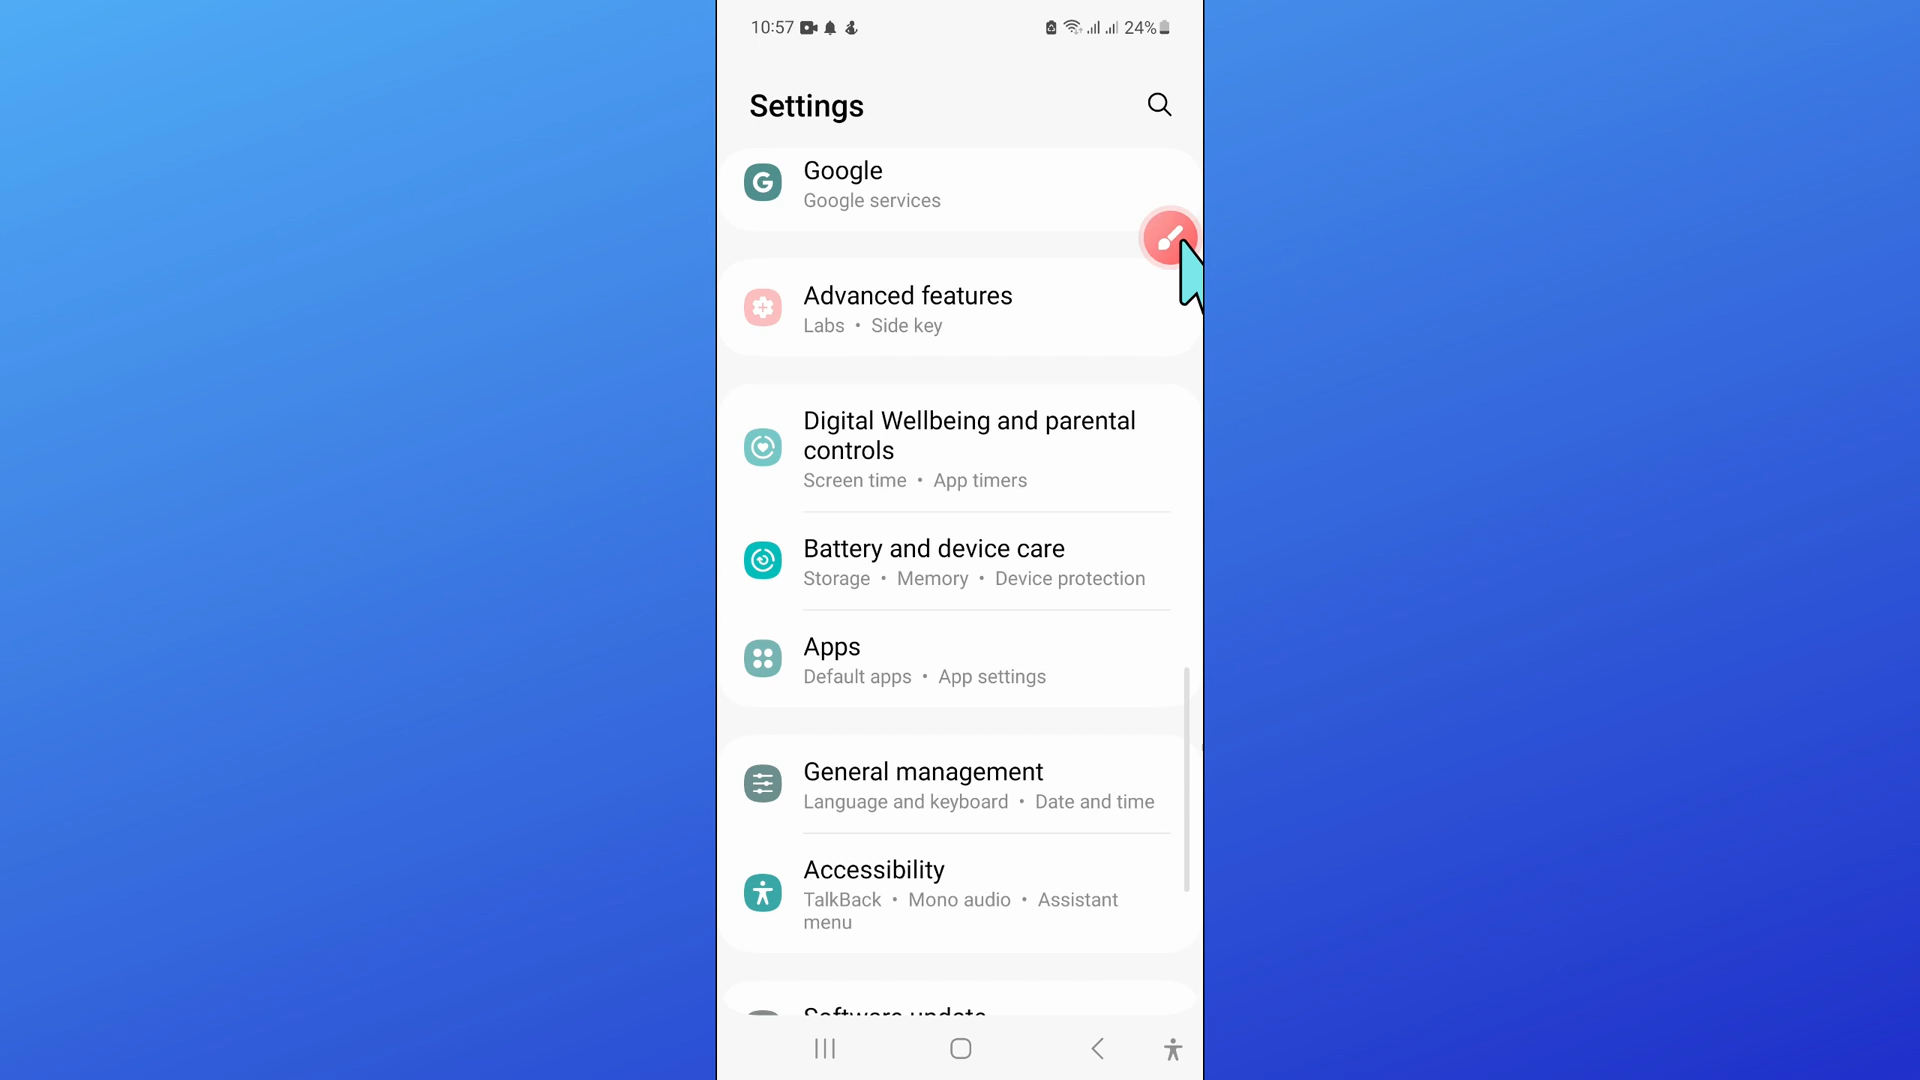 10:57 24%
Settings
Google
Google services
Advanced features
Labs • Side key
Digital Wellbeing and parental
controls
Screen time • App timers
Battery and device care
Storage • Memory • Device protection
Apps
Default apps • App settings
General management
Language and keyboard • Date and time
Accessibility
TalkBack • Mono audio • Assistant
menu
Software update